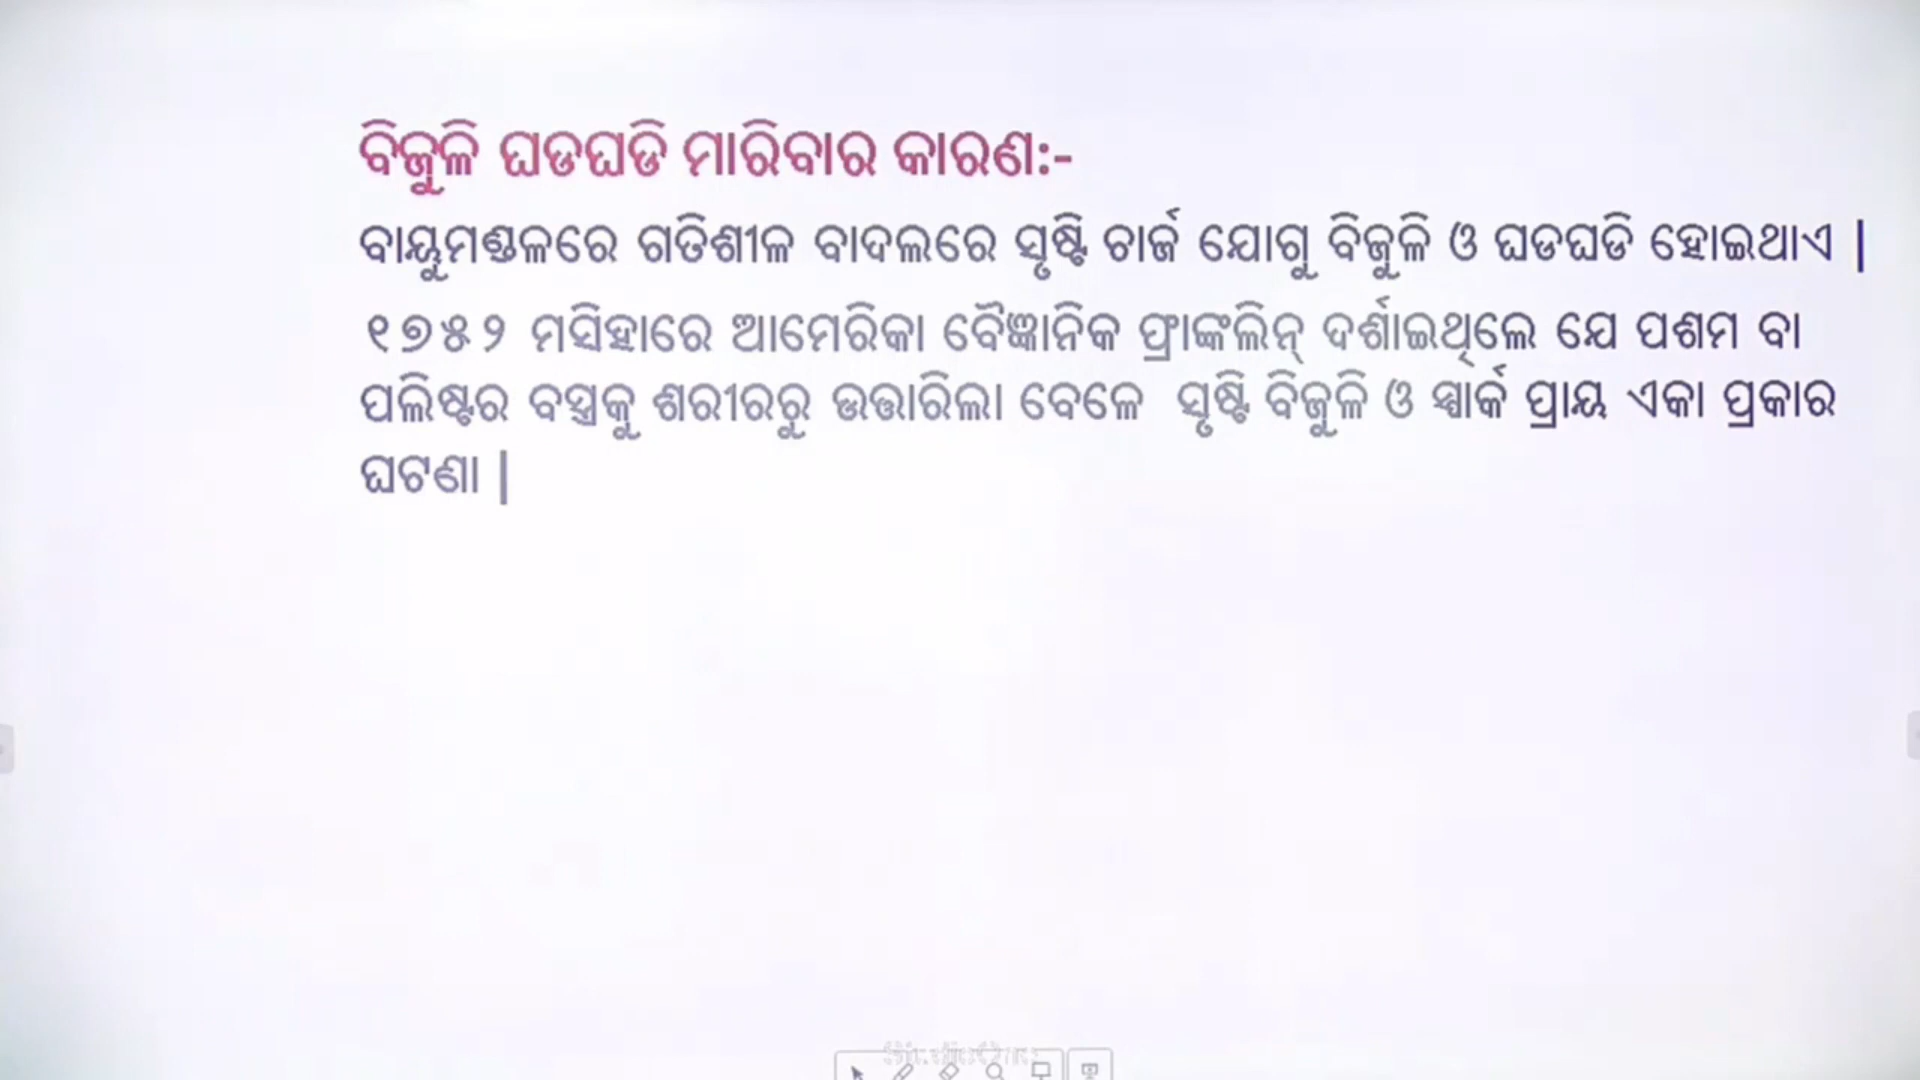 ବିଜୁଳି ଘଡଘଡି ମାରିବାର କାରଣ:-
ବାୟୁମଣ୍ଡଳରେ ଗତିଶୀଳ ବାଦଲରେ ସୃଷ୍ଟି ଚାର୍ଜ ଯୋଗୁ ବିଜୁଳି ଓ ଘଡଘଡି ହୋଇଥାଏ |
୧୭୫୨ ମସିହାରେ ଆମେରିକା ବୈଜ୍ଞାନିକ ଫ୍ରାଙ୍କଲିନ୍ ଦର୍ଶାଇଥିଲେ ଯେ ପଶମ ବା
ପଲିଷ୍ଟର ବସ୍ତ୍ରକୁ ଶରୀରରୁ ଉତ୍ତାରିଲା ବେଳେ ସୃଷ୍ଟି ବିଜୁଳି ଓ ସ୍ପାର୍କ ପ୍ରାୟ ଏକା ପ୍ରକାର
ଘଟଣା |